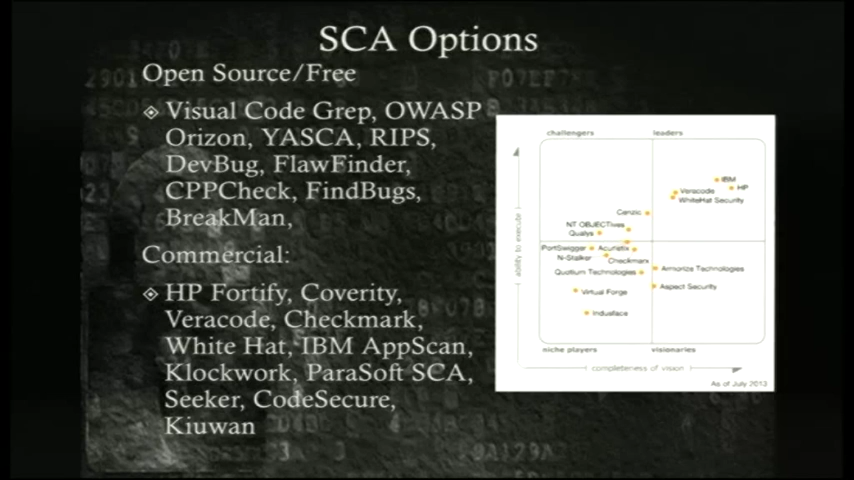 SCA Options
Open Source/Free
Visual Code Grep, OWASP
Orizon, YASCA, RIPS,
DevBug, FlawFinder,
CPPCheck, FindBugs,
BreakMan,
Commercial:
HP Fortify, Coverity,
Veracode, Checkmark,
White Hat, IBM AppScan,
Klockwork, ParaSoft SCA,
Seeker, CodeSecure,
Kiuwan
challengers
leaders
IBM
HP
Veracode
WhiteHat Security
Cenzic
NT OBJECTives
Qualys
PortSwigger
Acunetix
N-Stalker
Checkmarx
Quotium Technologies
Armorize Technologies
Virtual Forge
Aspect Security
Indusface
ability to execute
niche players
visionaries
completeness of vision
As of July 2013